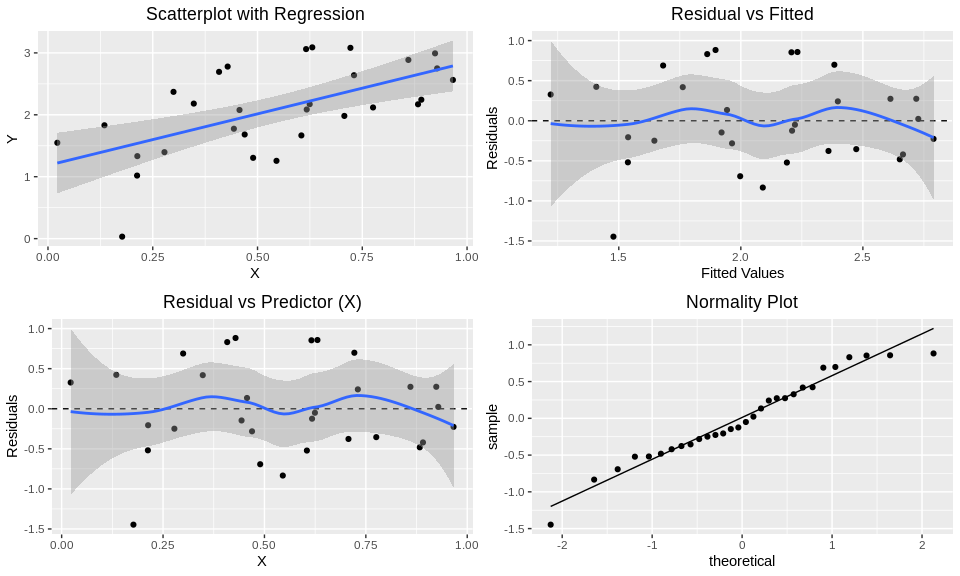 Scatterplot with Regression
3
2
1
0
Y
0.00 0.25 0.50 0.75 1.00
X
Residual vs Fitted
1.0
0.5
0.0
-0.5
-1.0
-1.5
Residuals
1.5 2.0 2.5
Fitted Values
Residual vs Predictor (X)
1.0
0.5
0.0
-0.5
-1.0
-1.5
Residuals
0.00 0.25 0.50 0.75 1.00
X
Normality Plot
1.0
0.5
0.0
-0.5
-1.0
-1.5
sample
-2 -1 0 1 2
theoretical